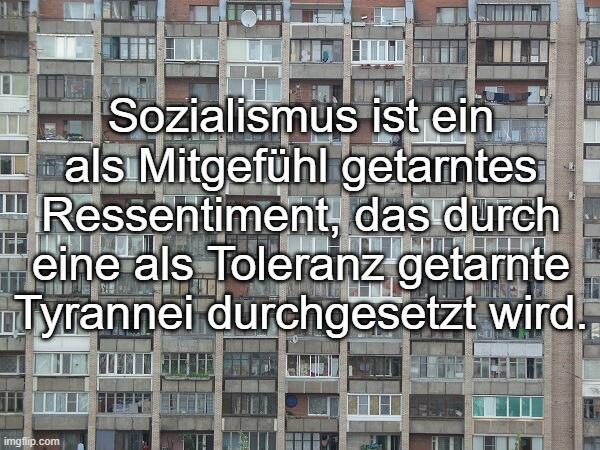 Sozialismus ist ein
als Mitgefühl getarntes
Ressentiment, das durch
eine als Toleranz getarnte
Tyrannei durchgesetzt wird.
imgflip.com